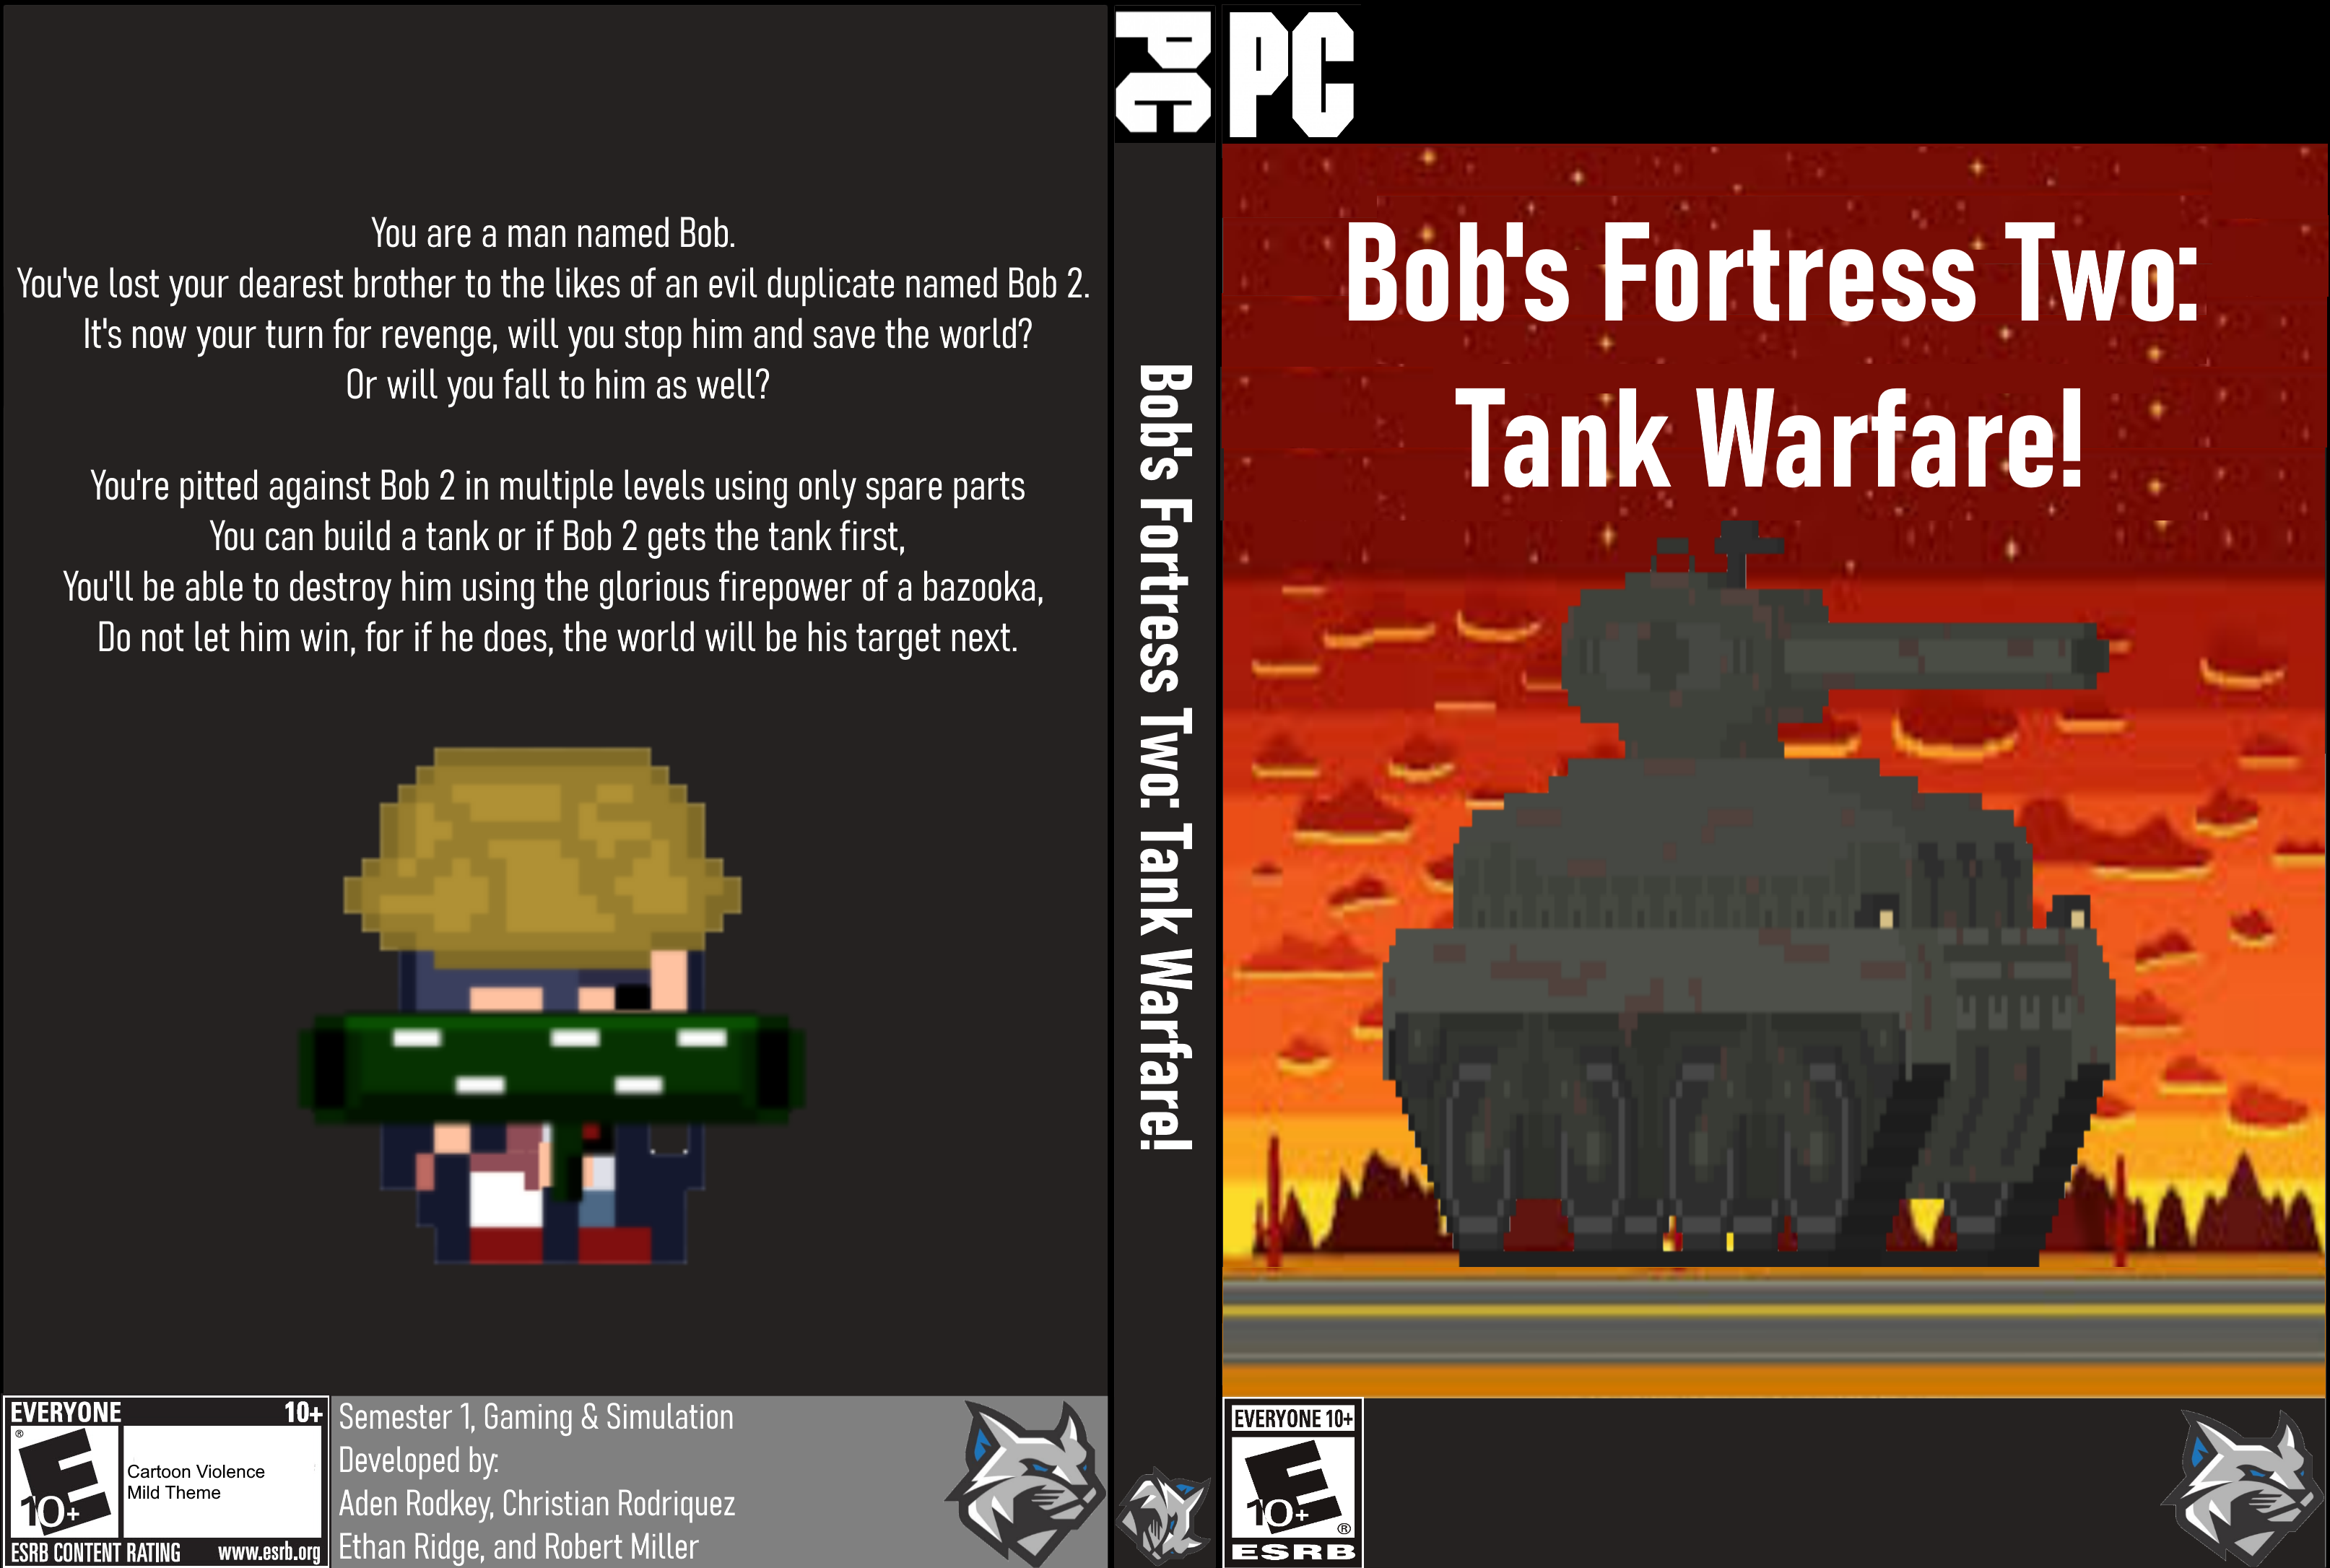 You are a man named Bob.
You've lost your dearest brother to the likes of an evil duplicate named Bob 2.
It's now your turn for revenge, will you stop him and save the world?
Or will you fall to him as well?
You're pitted against Bob 2 in multiple levels using only spare parts
You can build a tank or if Bob 2 gets the tank first,
You'll be able to destroy him using the glorious firepower of a bazooka,
Do not let him win, for if he does, the world will be his target next.
EVERYONE 10+
®
E
10+
Cartoon Violence
Mild Theme
ESRB CONTENT RATING www.esrb.org
Semester 1, Gaming & Simulation
Developed by:
Aden Rodkey, Christian Rodriquez
Ethan Ridge, and Robert Miller
PC
Bob's Fortress Two: Tank Warfare!
PC
Bob's Fortress Two:
Tank Warfare!
EVERYONE 10+
E
10+
®
ESRB